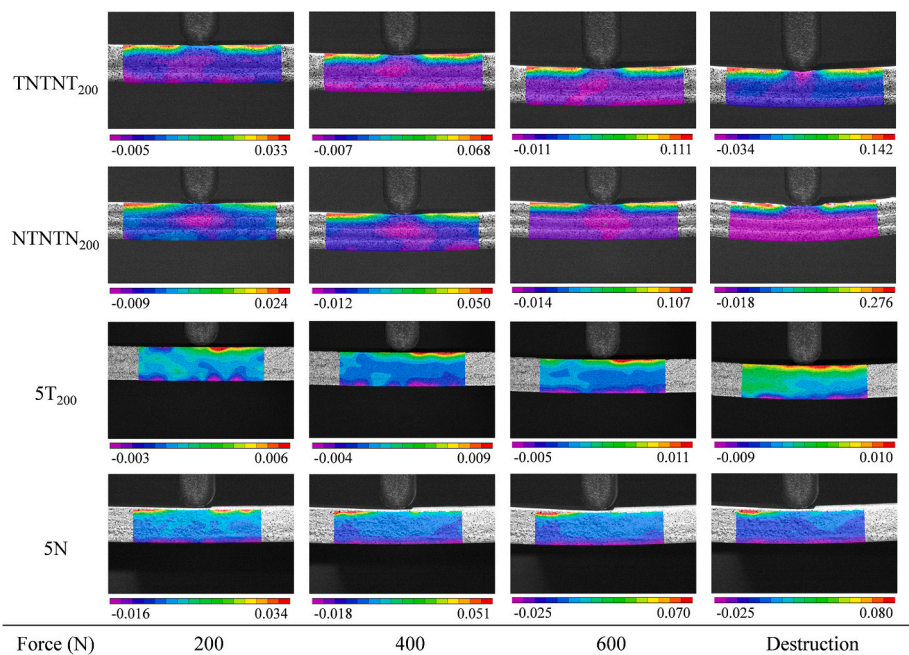 TNTNT₂₀₀
-0.005 0.033 -0.007 0.068 -0.011 0.111 -0.034 0.142
NTNTN₂₀₀
-0.009 0.024 -0.012 0.050 -0.014 0.107 -0.018 0.276
5T₂₀₀
-0.003 0.006 -0.004 0.009 -0.005 0.011 -0.009 0.010
5N
-0.016 0.034 -0.018 0.051 -0.025 0.070 -0.025 0.080
Force (N) 200 400 600 Destruction